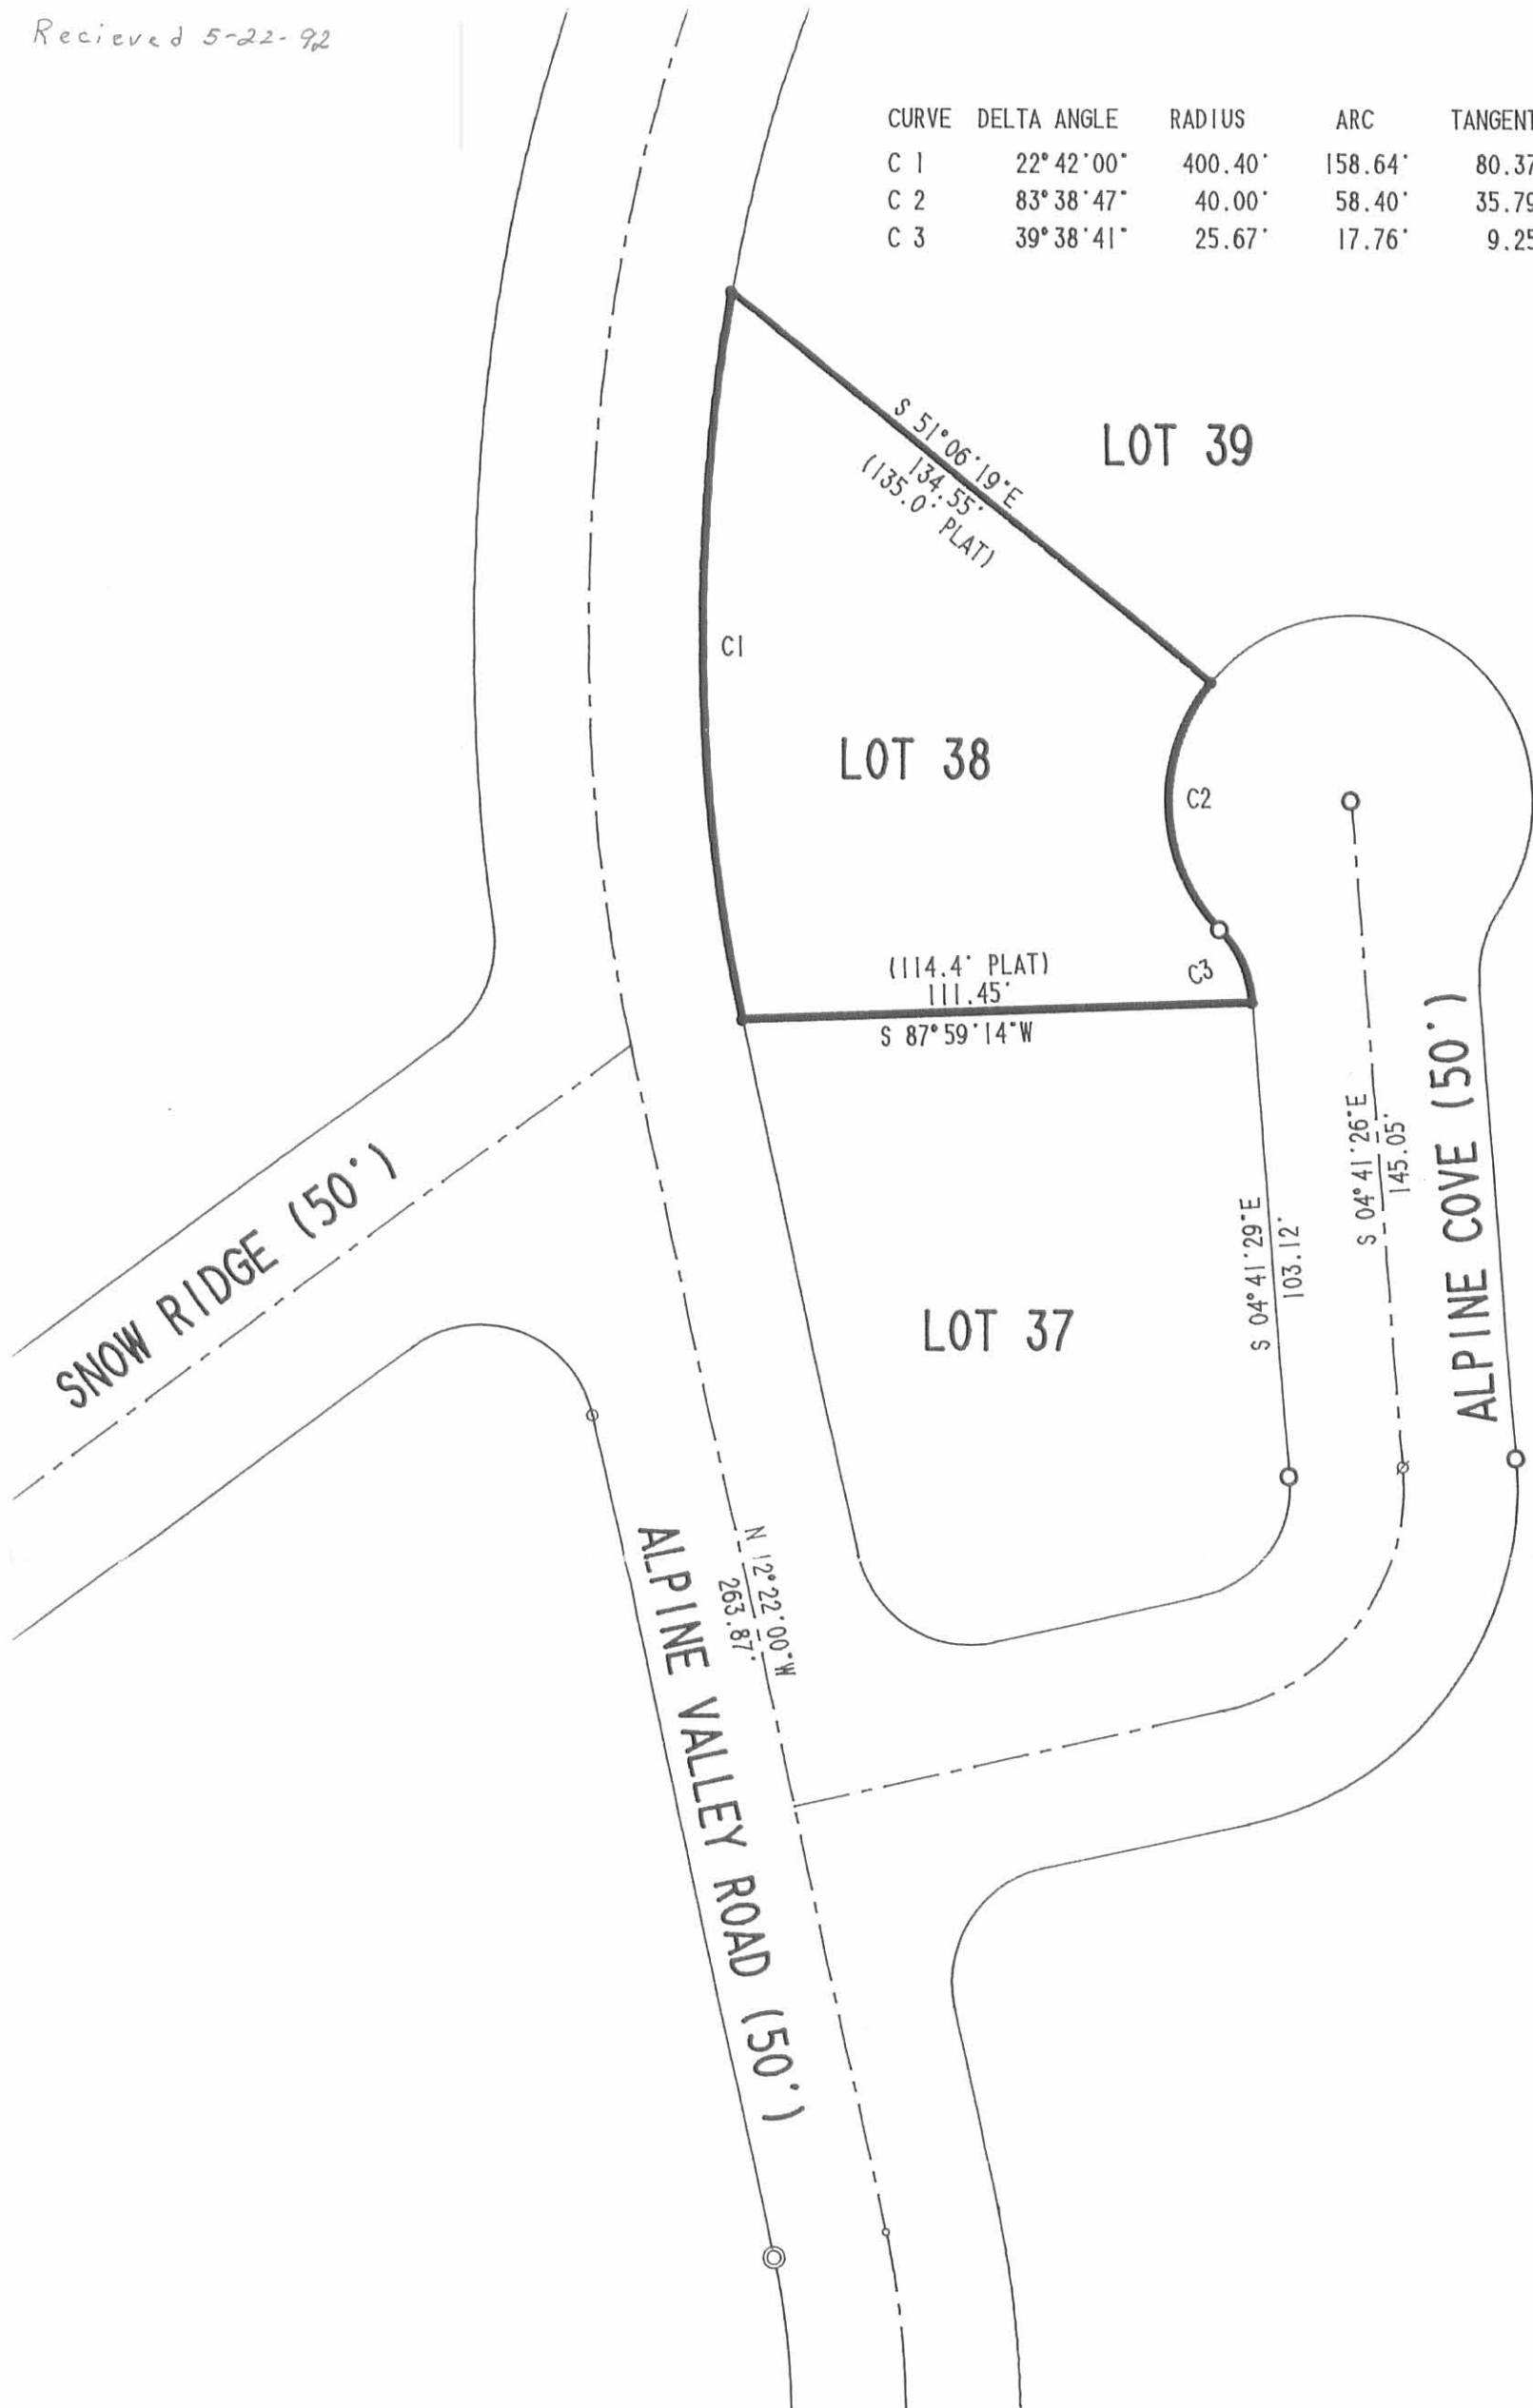 Recieved 5-22-92
CURVE DELTA ANGLE RADIUS ARC TANGENT
C 1 22°42'00" 400.40' 158.64' 80.37
C 2 83°38'47" 40.00' 58.40' 35.79
C 3 39°38'41" 25.67' 17.76' 9.25
S 51°06'19"E
134.55'
(135.0' PLAT)
LOT 39
C1
LOT 38
C2
C3
(114.4' PLAT)
111.45'
S 87°59'14"W
SNOW RIDGE (50')
LOT 37
S 04°41'29"E
103.12'
S 04°41'26"E
145.05'
ALPINE COVE (50')
N 12°22'00"W
263.87'
ALPINE VALLEY ROAD (50')